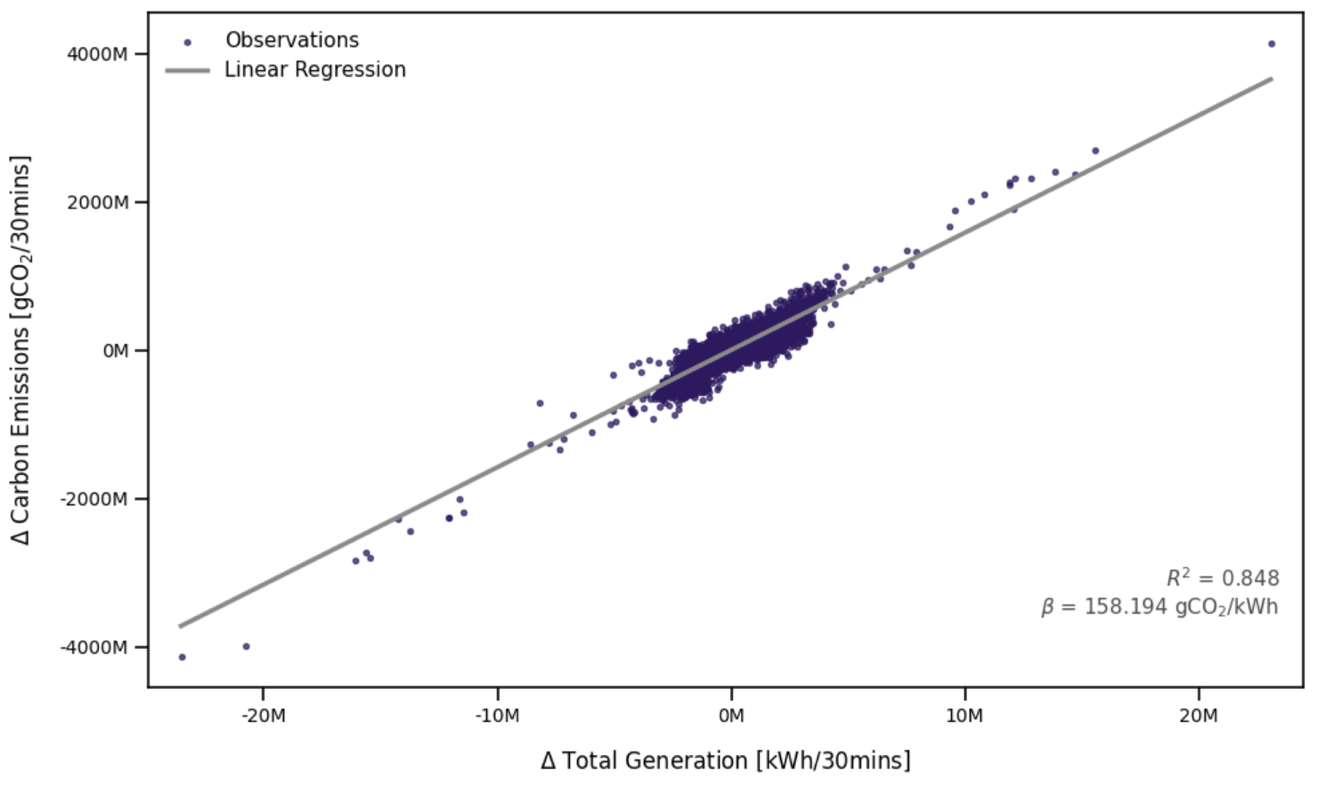 Observations
Linear Regression
4000M
2000M
0M
-2000M
-4000M
Δ Carbon Emissions [gCO₂/30mins]
R² = 0.848
β = 158.194 gCO₂/kWh
-20M
-10M
0M
10M
20M
Δ Total Generation [kWh/30mins]